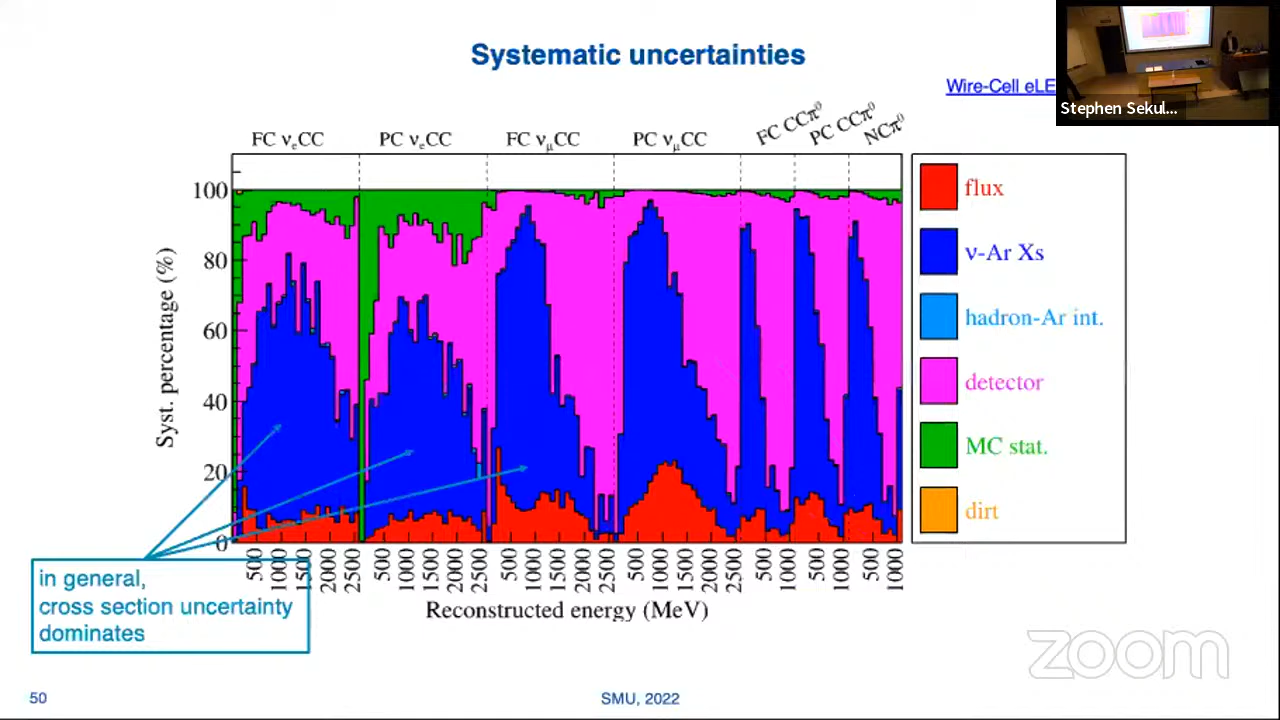 Systematic uncertainties
Wire-Cell eLE
Stephen Sekul...
FC νeCC
PC νeCC
FC νμCC
PC νμCC
FC CCπ0
PC CCπ0
NCπ0
Syst. percentage (%)
100
80
60
40
20
0
500 1000 1500 2000 2500 500 1000 1500 2000 2500 500 1000 1500 2000 2500 500 1000 1500 2000 2500 500 1000 500 1000 500 1000
Reconstructed energy (MeV)
flux
ν-Ar Xs
hadron-Ar int.
detector
MC stat.
dirt
in general,
cross section uncertainty
dominates
zoom
50
SMU, 2022